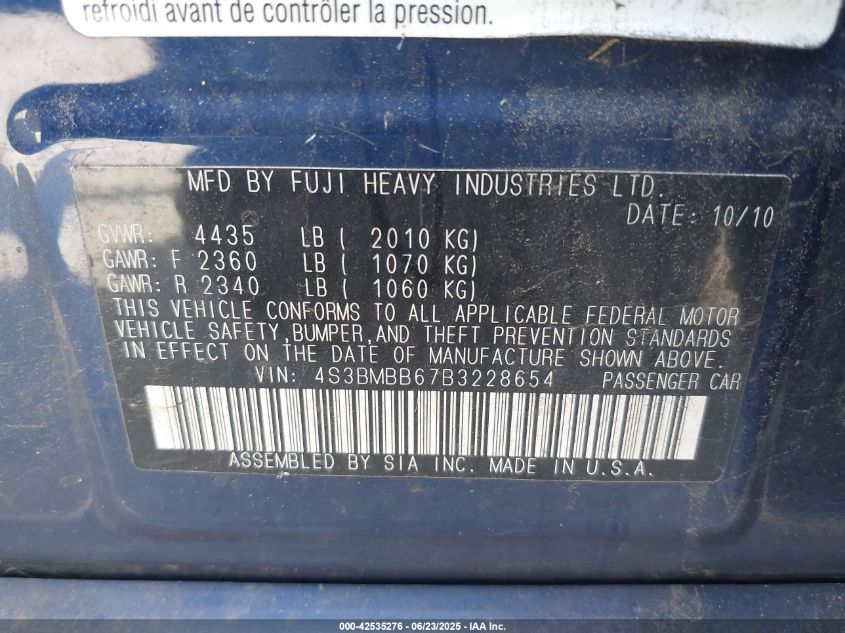 refroidi avant de contrôler la pression.
MFD BY FUJI HEAVY INDUSTRIES LTD.
DATE: 10/10
GVWR: 4435 LB ( 2010 KG)
GAWR: F 2360 LB ( 1070 KG)
GAWR: R 2340 LB ( 1060 KG)
THIS VEHICLE CONFORMS TO ALL APPLICABLE FEDERAL MOTOR
VEHICLE SAFETY,BUMPER,AND THEFT PREVENTION STANDARDS
IN EFFECT ON THE DATE OF MANUFACTURE SHOWN ABOVE.
VIN: 4S3BMBB67B3228654 PASSENGER CAR
ASSEMBLED BY SIA INC. MADE IN U.S.A.
000-42535276 - 06/23/2025 - IAA Inc.